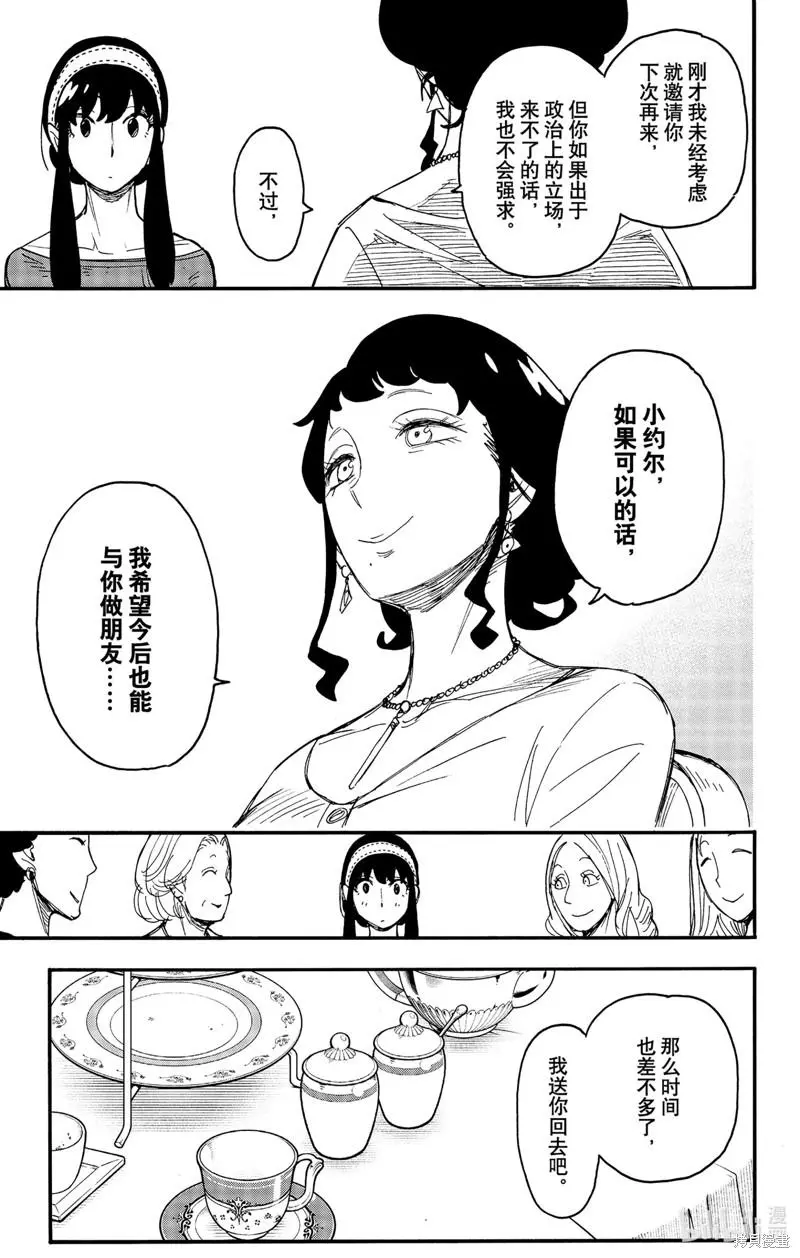 刚才我未经考虑
就邀请你
下次再来，
但你如果出于
政治上的立场，
来不了的话，
我也不会强求。
不过，
小约尔，
如果可以的话，
我希望今后也能
与你做朋友……
那么时间
也差不多了，
我送你回去吧。
拷贝漫畫